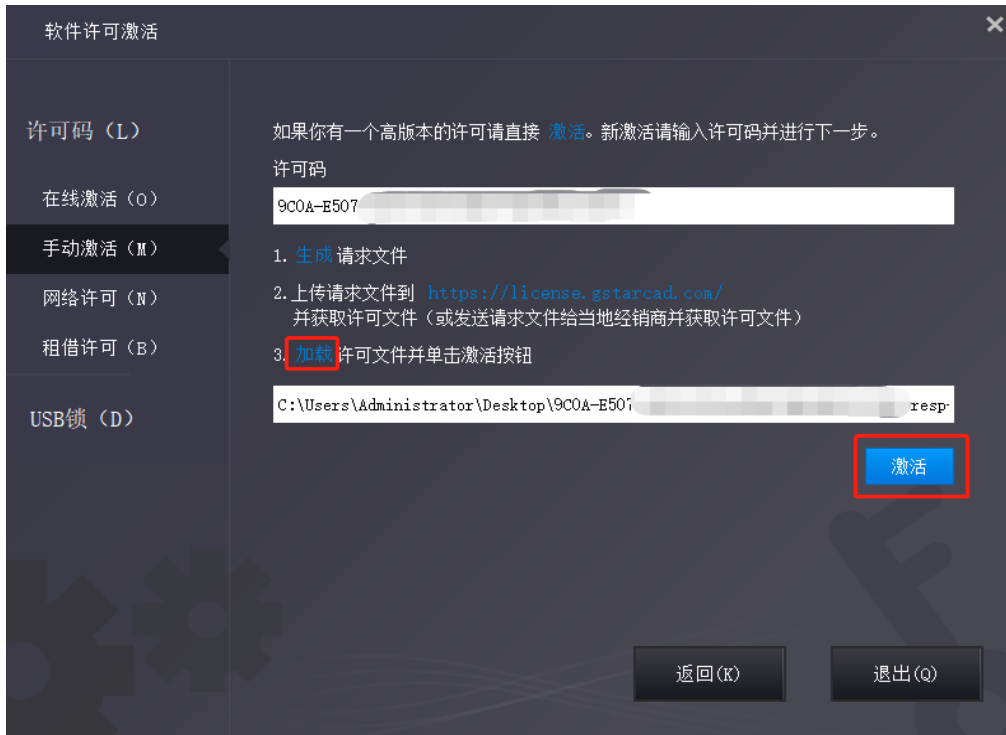 软件许可激活
许可码（L）
在线激活（O）
手动激活（M）
网络许可（N）
租借许可（B）
USB锁（D）
如果你有一个高版本的许可请直接 激活。新激活请输入许可码并进行下一步。
许可码
9C0A-E507
1. 生成 请求文件
2.上传请求文件到 https://license.gstarcad.com/
并获取许可文件（或发送请求文件给当地经销商并获取许可文件）
3. 加载 许可文件并单击激活按钮
C:\Users\Administrator\Desktop\9C0A-E507 resp-
激活
返回(K)
退出(Q)